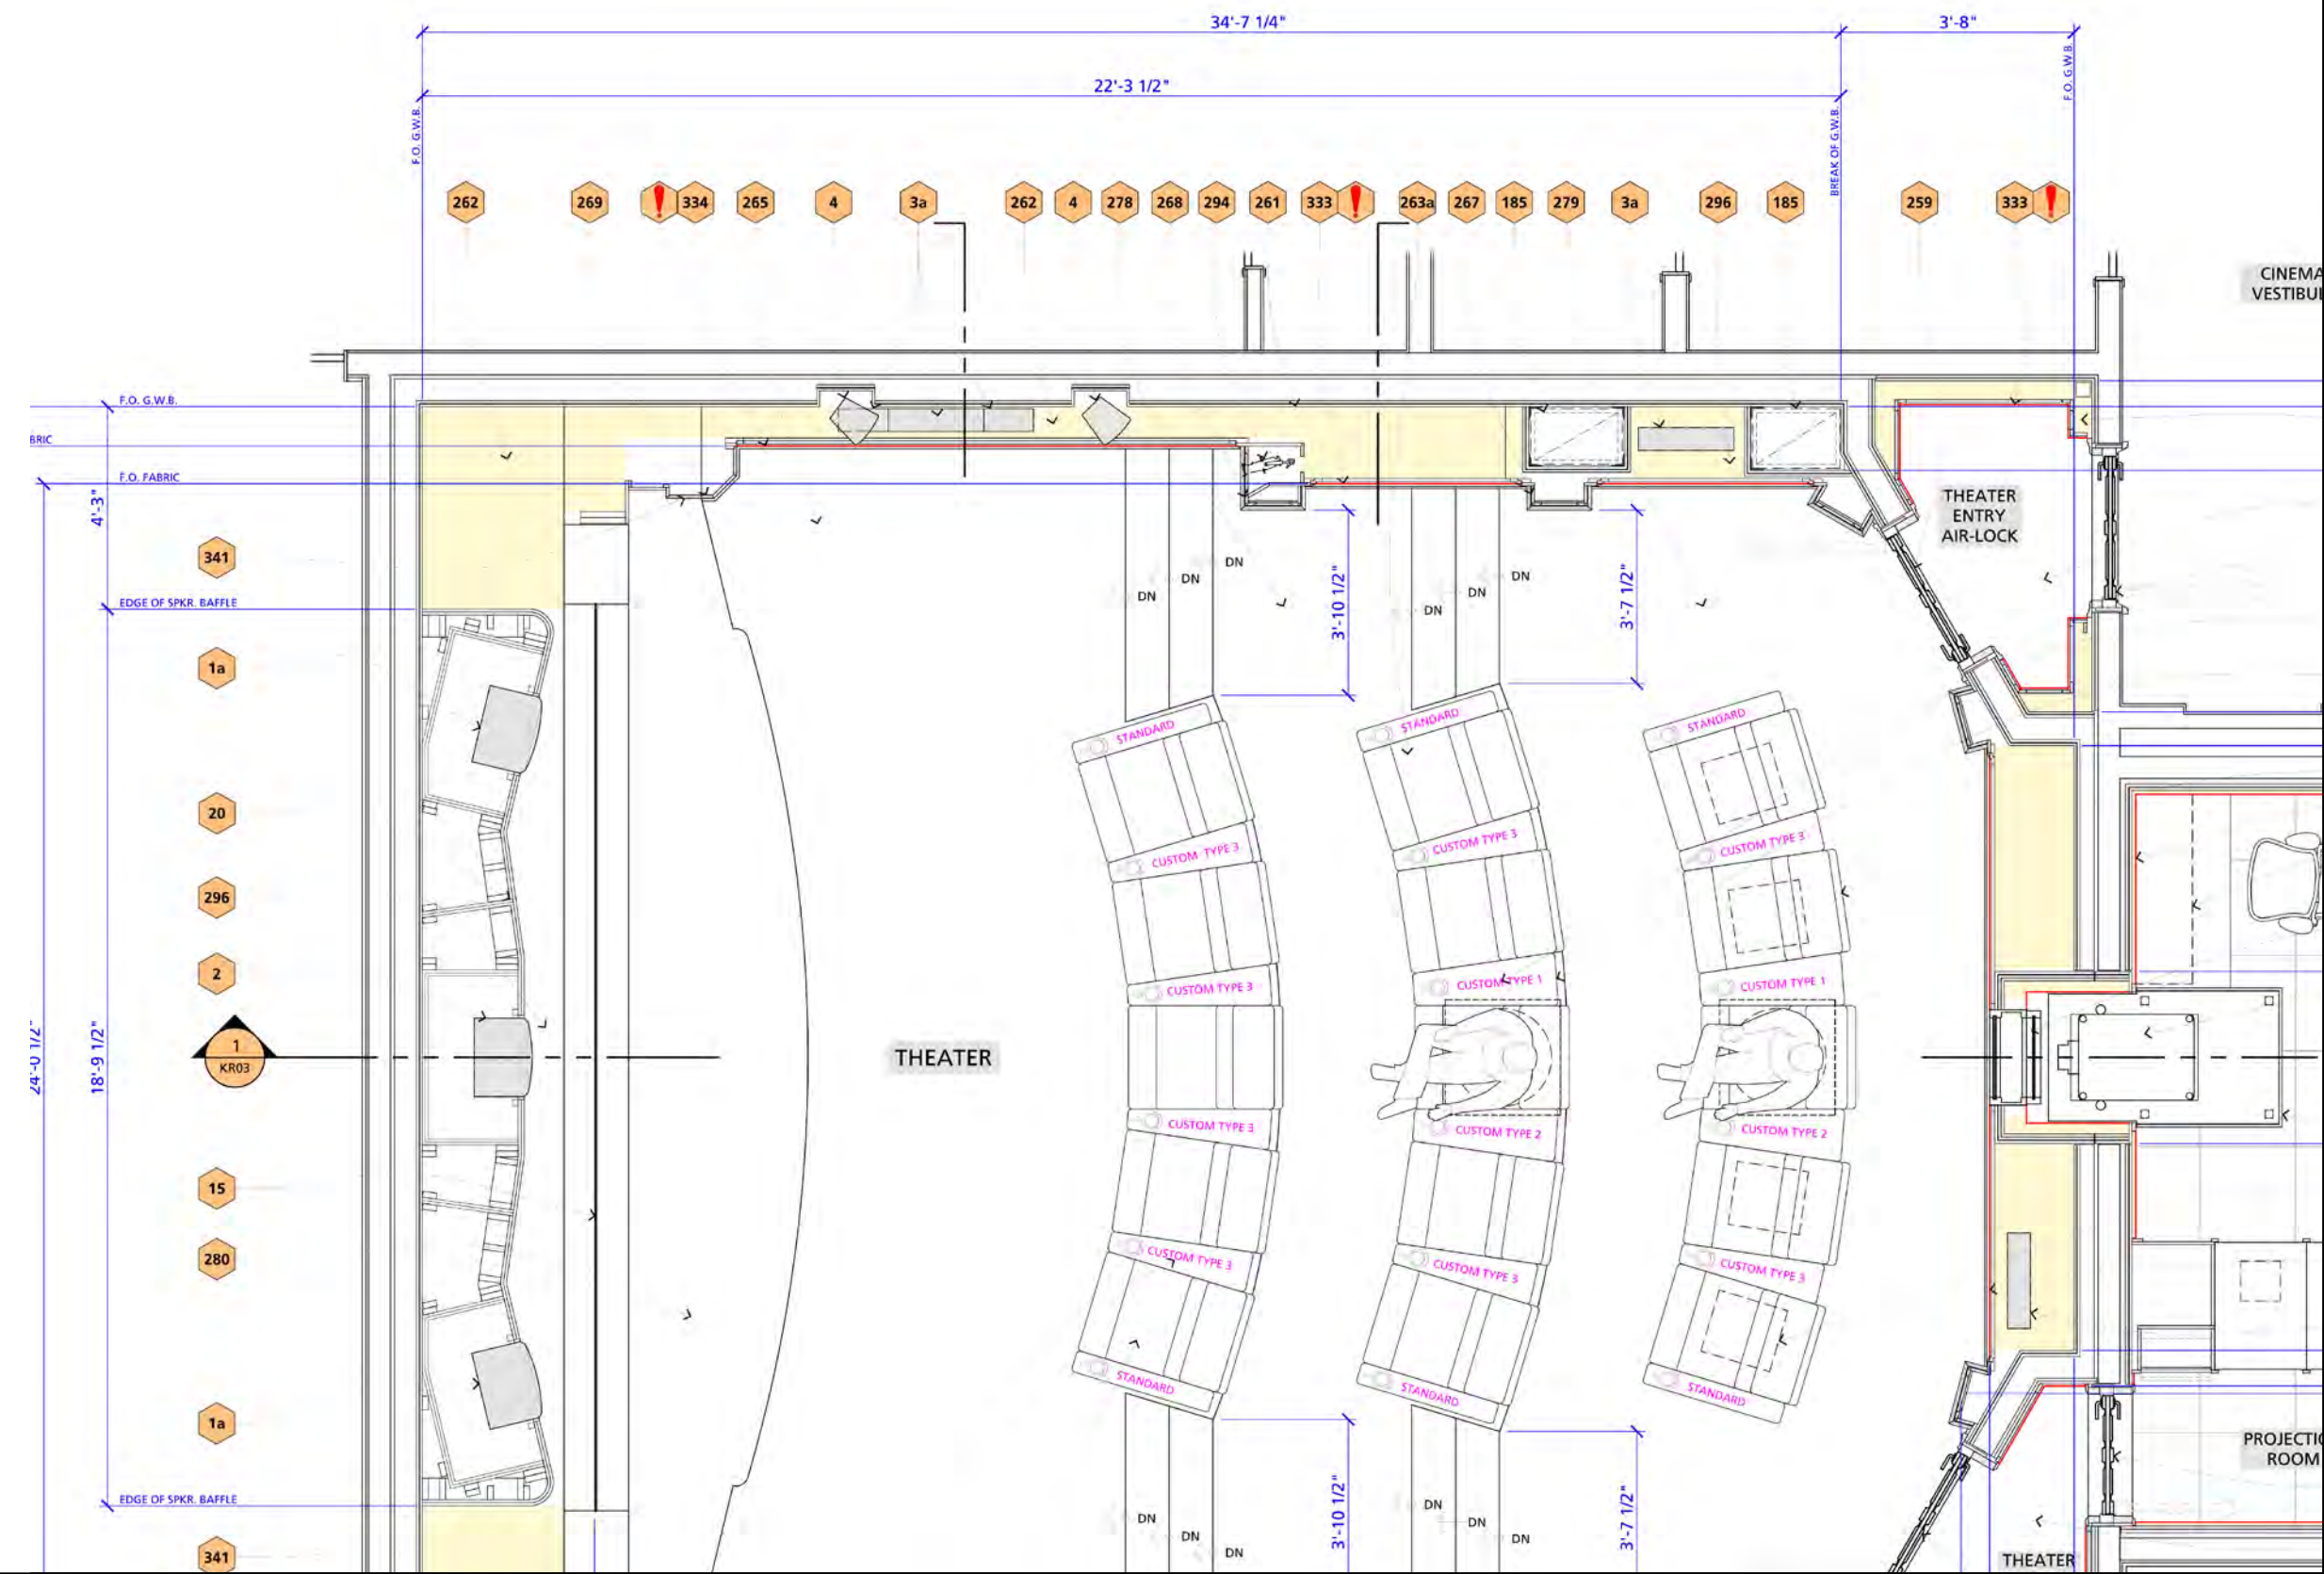 34'-7 1/4"
3'-8"
22'-3 1/2"
F.O. G.W.B.
BREAK OF G.W.B.
F.O. G.W.B.
262
269
!
334
265
4
3a
262
4
278
268
294
261
333
!
263a
267
185
279
3a
296
185
259
333
!
CINEMA
VESTIBUL
F.O. G.W.B.
BRIC
F.O. FABRIC
4'-3"
THEATER
ENTRY
AIR-LOCK
341
EDGE OF SPKR. BAFFLE
DN
DN
DN
3'-10 1/2"
DN
DN
DN
3'-7 1/2"
1a
STANDARD
STANDARD
STANDARD
20
CUSTOM TYPE 3
CUSTOM TYPE 3
CUSTOM TYPE 3
296
2
CUSTOM TYPE 3
CUSTOM TYPE 1
CUSTOM TYPE 1
24'-0 1/2"
18'-9 1/2"
1
KR03
THEATER
CUSTOM TYPE 3
CUSTOM TYPE 2
CUSTOM TYPE 2
15
280
CUSTOM TYPE 3
CUSTOM TYPE 3
CUSTOM TYPE 3
1a
STANDARD
STANDARD
STANDARD
PROJECTIO
ROOM
EDGE OF SPKR. BAFFLE
DN
DN
DN
3'-10 1/2"
DN
DN
DN
3'-7 1/2"
341
THEATER